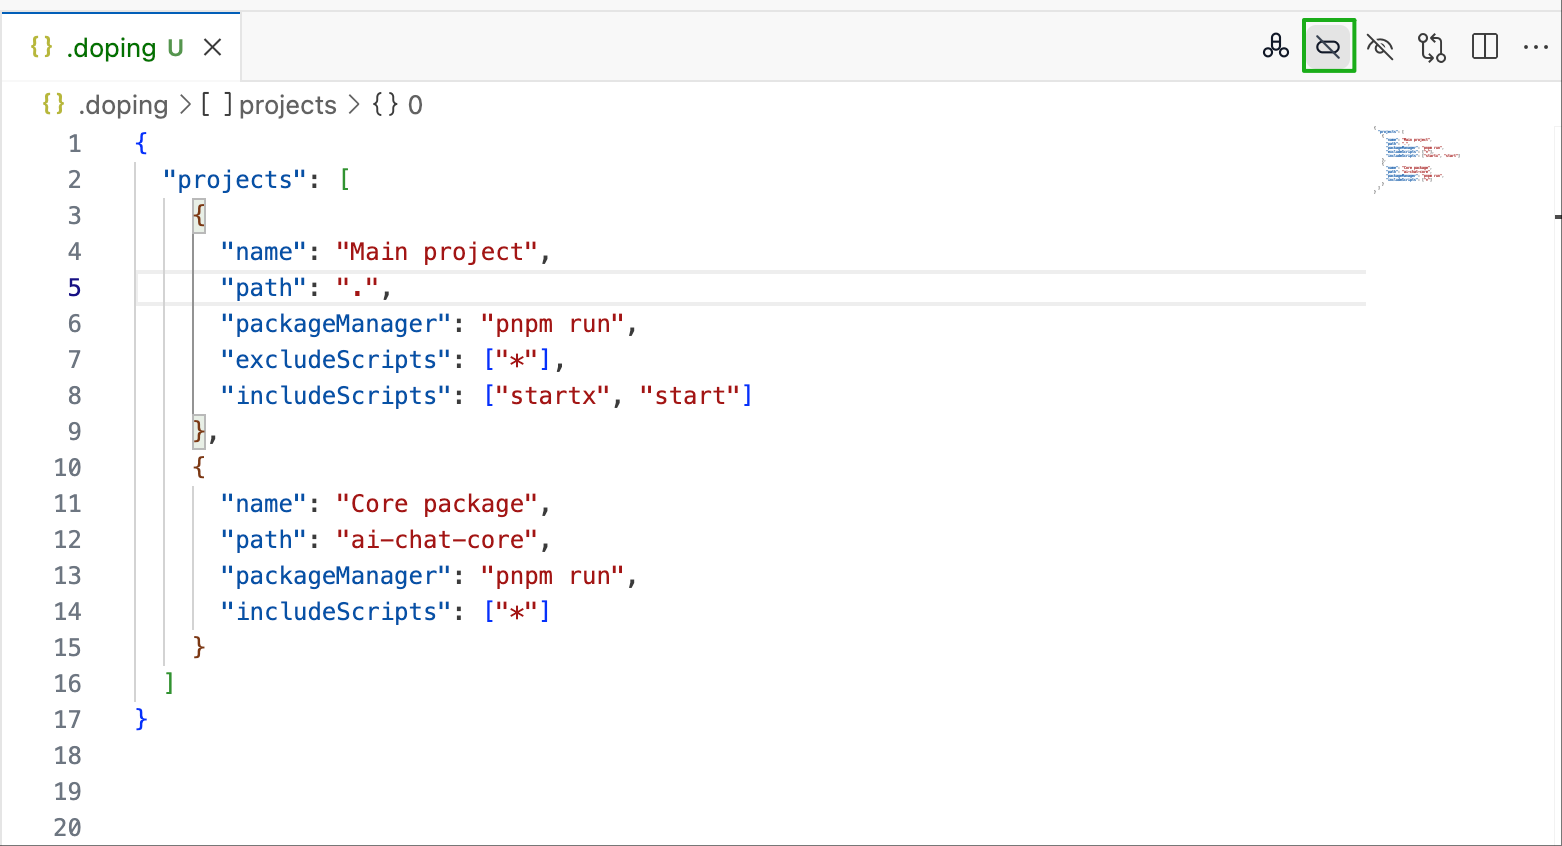 {} .doping U ×
{} .doping > [ ] projects > {} 0
1 {
2 "projects": [
3 {
4 "name": "Main project",
5 "path": ".",
6 "packageManager": "pnpm run",
7 "excludeScripts": ["*"],
8 "includeScripts": ["startx", "start"]
9 },
10 {
11 "name": "Core package",
12 "path": "ai-chat-core",
13 "packageManager": "pnpm run",
14 "includeScripts": ["*"]
15 }
16 ]
17 }
18
19
20